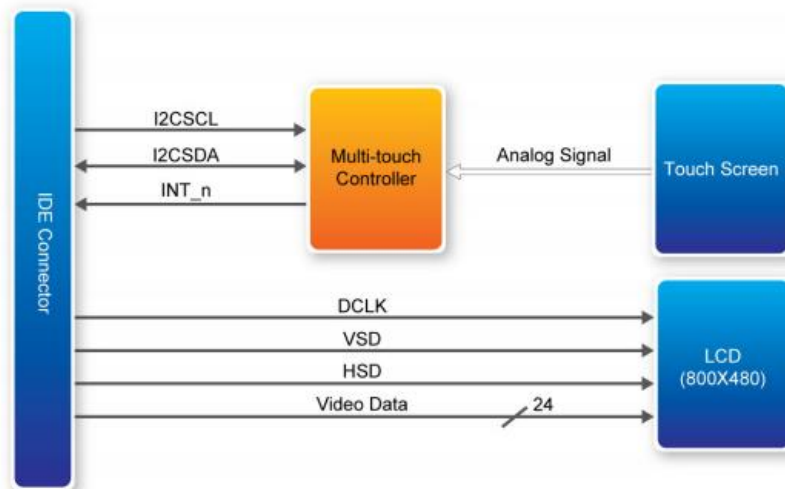 IDE Connector
I2CSCL
I2CSDA
INT_n
Multi-touch
Controller
Analog Signal
Touch Screen
DCLK
VSD
HSD
Video Data
24
LCD
(800X480)